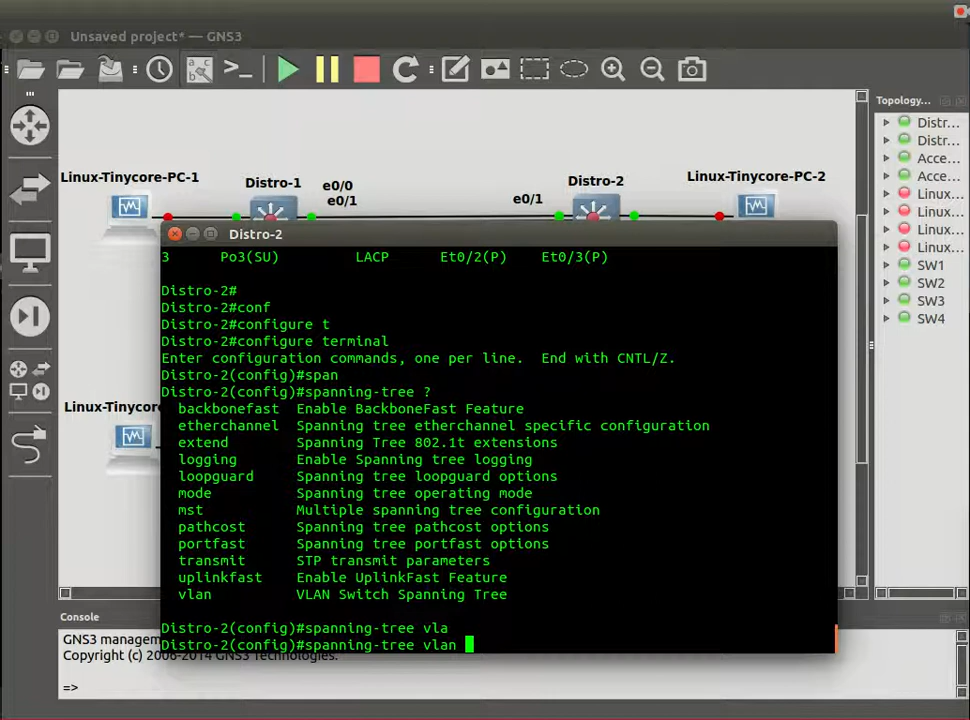 Unsaved project* — GNS3
Topology...
Distr...
Distr...
Acce...
Acce...
Linux...
Linux...
Linux...
Linux...
SW1
SW2
SW3
SW4
Linux-Tinycore-PC-1
Distro-1
e0/0
e0/1
e0/1
Distro-2
Linux-Tinycore-PC-2
Linux-Tinycor
Distro-2
3 Po3(SU) LACP Et0/2(P) Et0/3(P)
Distro-2#
Distro-2#conf
Distro-2#configure t
Distro-2#configure terminal
Enter configuration commands, one per line. End with CNTL/Z.
Distro-2(config)#span
Distro-2(config)#spanning-tree ?
backbonefast Enable BackboneFast Feature
etherchannel Spanning tree etherchannel specific configuration
extend Spanning Tree 802.1t extensions
logging Enable Spanning tree logging
loopguard Spanning tree loopguard options
mode Spanning tree operating mode
mst Multiple spanning tree configuration
pathcost Spanning tree pathcost options
portfast Spanning tree portfast options
transmit STP transmit parameters
uplinkfast Enable UplinkFast Feature
vlan VLAN Switch Spanning Tree
Distro-2(config)#spanning-tree vla
Distro-2(config)#spanning-tree vlan
Console
GNS3 managem
Copyright (c) 2006-2014 GNS3 Technologies.
=>